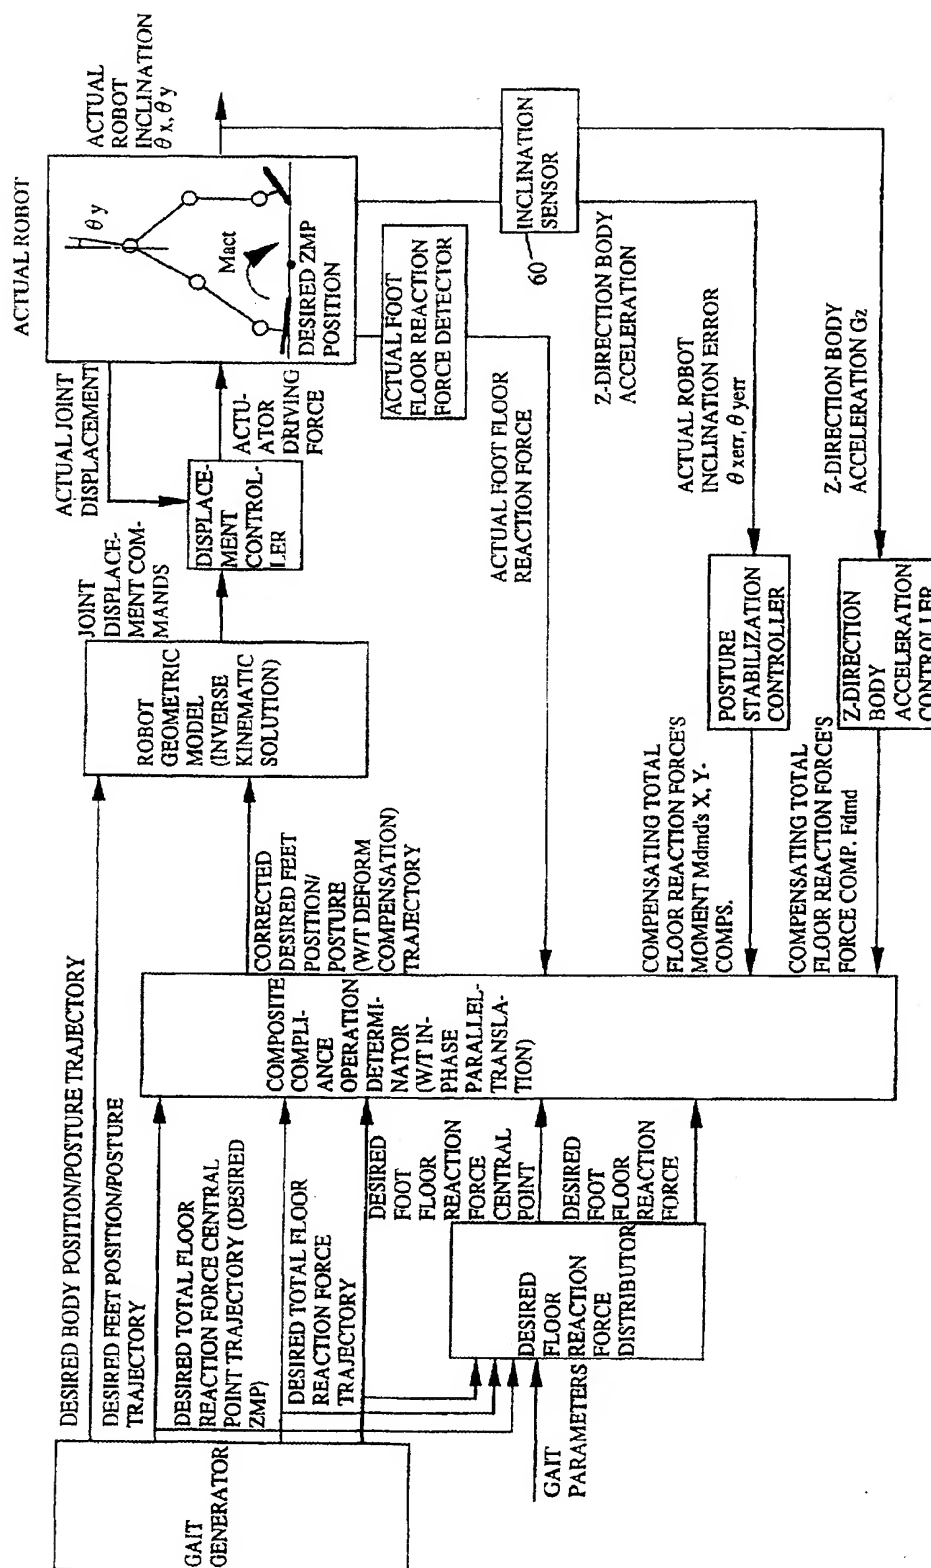 GAIT
GENERATOR
DESIRED BODY POSITION/POSTURE TRAJECTORY
DESIRED FEET POSITION/POSTURE
TRAJECTORY
DESIRED TOTAL FLOOR
REACTION FORCE CENTRAL
POINT TRAJECTORY (DESIRED
ZMP)
DESIRED TOTAL FLOOR
REACTION FORCE
TRAJECTORY
GAIT
PARAMETERS
DESIRED
FLOOR
REACTION
FORCE
DISTRIBUTOR
DESIRED
FOOT
FLOOR
REACTION
FORCE
CENTRAL
POINT
DESIRED
FOOT
FLOOR
REACTION
FORCE
COMPOSITE
COMPLI-
ANCE
OPERATION
DETERMI-
NATOR
(W/T IN-
PHASE
PARALLEL-
TRANSLA-
TION)
CORRECTED
DESIRED FEET
POSITION/
POSTURE
(W/T DEFORM
COMPENSATION)
TRAJECTORY
ROBOT
GEOMETRIC
MODEL
(INVERSE
KINEMATIC
SOLUTION)
JOINT
DISPLACE-
MENT COM-
MANDS
DISPLACE-
MENT
CONTROL-
LER
ACTUAL JOINT
DISPLACEMENT
ACTU-
ATOR
DRIVING
FORCE
ACTUAL ROBOT
θ y
Mact
DESIRED ZMP
POSITION
ACTUAL
ROBOT
INCLINATION
θ x, θ y
ACTUAL FOOT
FLOOR REACTION
FORCE DETECTOR
ACTUAL FOOT FLOOR
REACTION FORCE
INCLINATION
SENSOR
60
Z-DIRECTION BODY
ACCELERATION
ACTUAL ROBOT
INCLINATION ERROR
θ xerr, θ yerr
Z-DIRECTION BODY
ACCELERATION Gz
POSTURE
STABILIZATION
CONTROLLER
Z-DIRECTION
BODY
ACCELERATION
CONTROLLER
COMPENSATING TOTAL
FLOOR REACTION FORCE'S
MOMENT Mdmd's X, Y-
COMPS.
COMPENSATING TOTAL
FLOOR REACTION FORCE'S
FORCE COMP. Fdmd